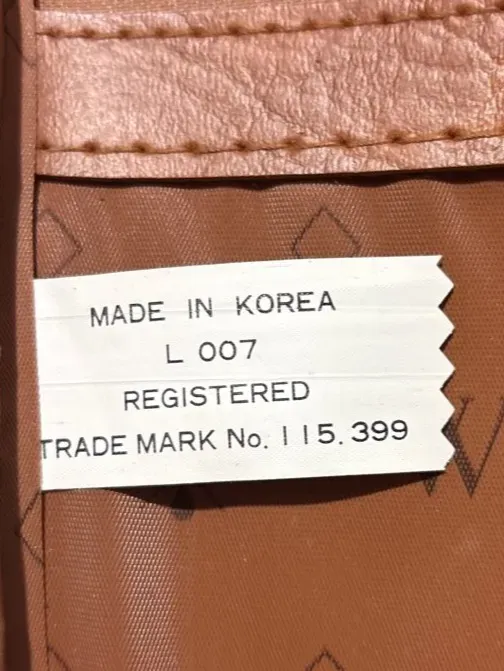 MADE IN KOREA
L 007
REGISTERED
TRADE MARK No. 115.399